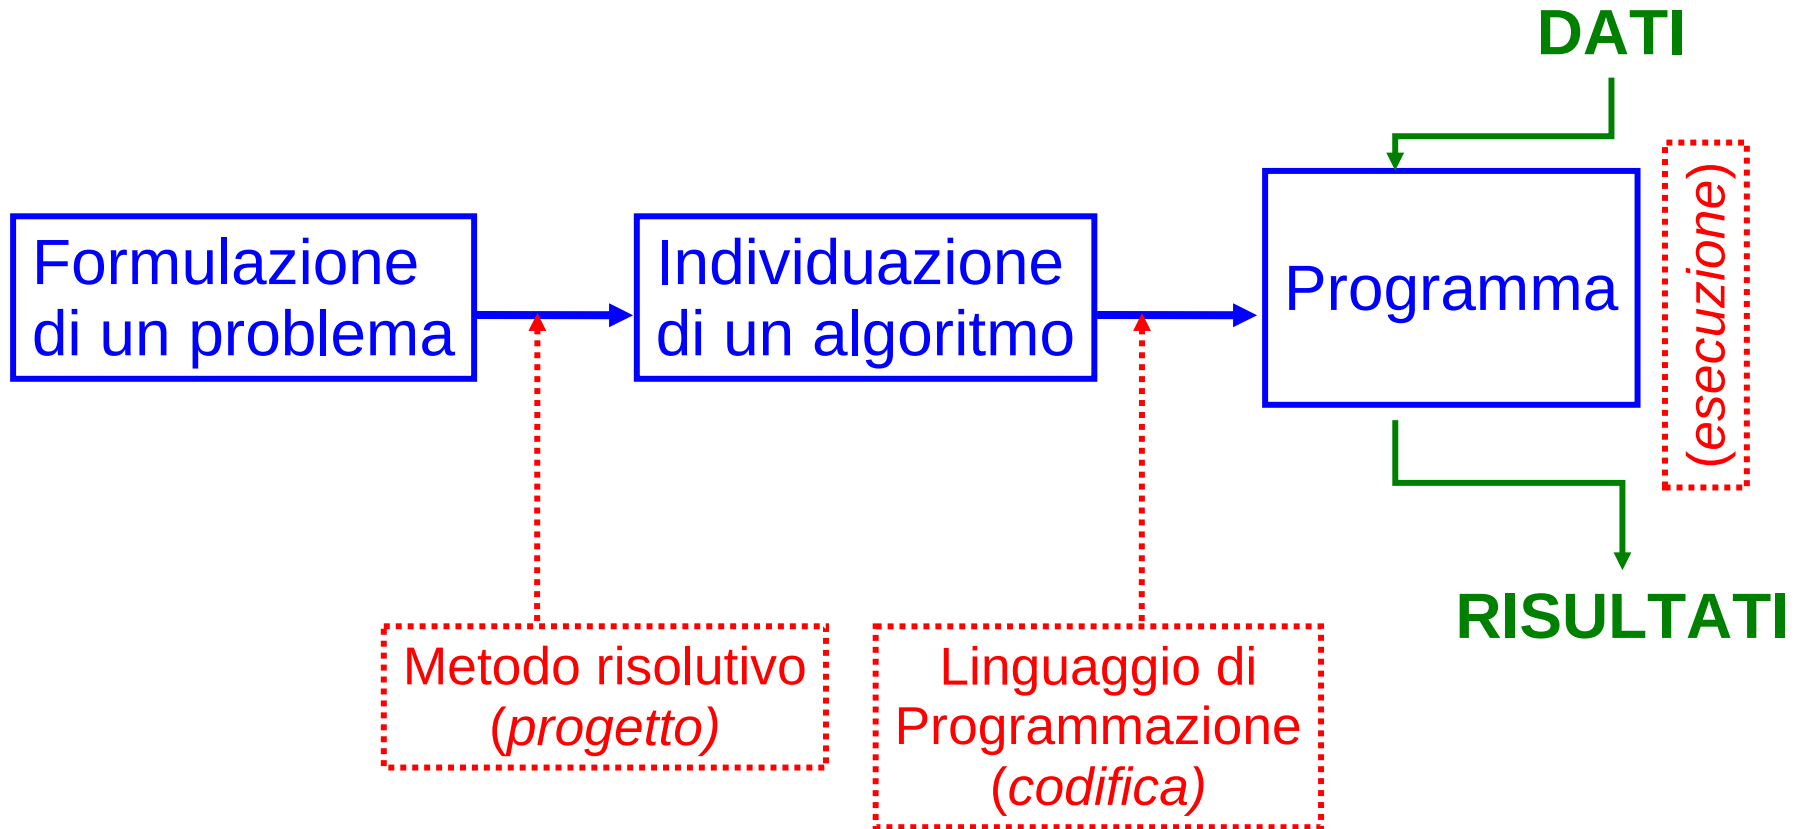 DATI
Formulazione
di un problema
Individuazione
di un algoritmo
Programma
(esecuzione)
RISULTATI
Metodo risolutivo
(progetto)
Linguaggio di
Programmazione
(codifica)